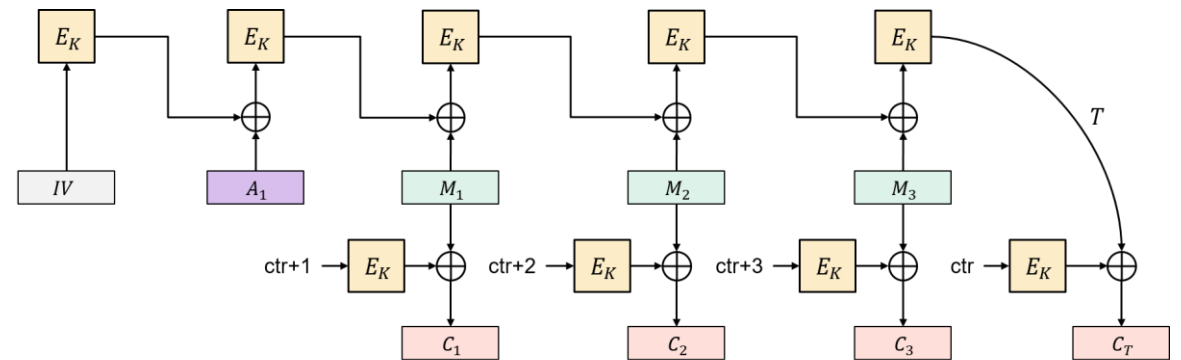 E_K E_K E_K E_K E_K
T
IV A_1 M_1 M_2 M_3
ctr+1 E_K ctr+2 E_K ctr+3 E_K ctr E_K
C_1 C_2 C_3 C_T